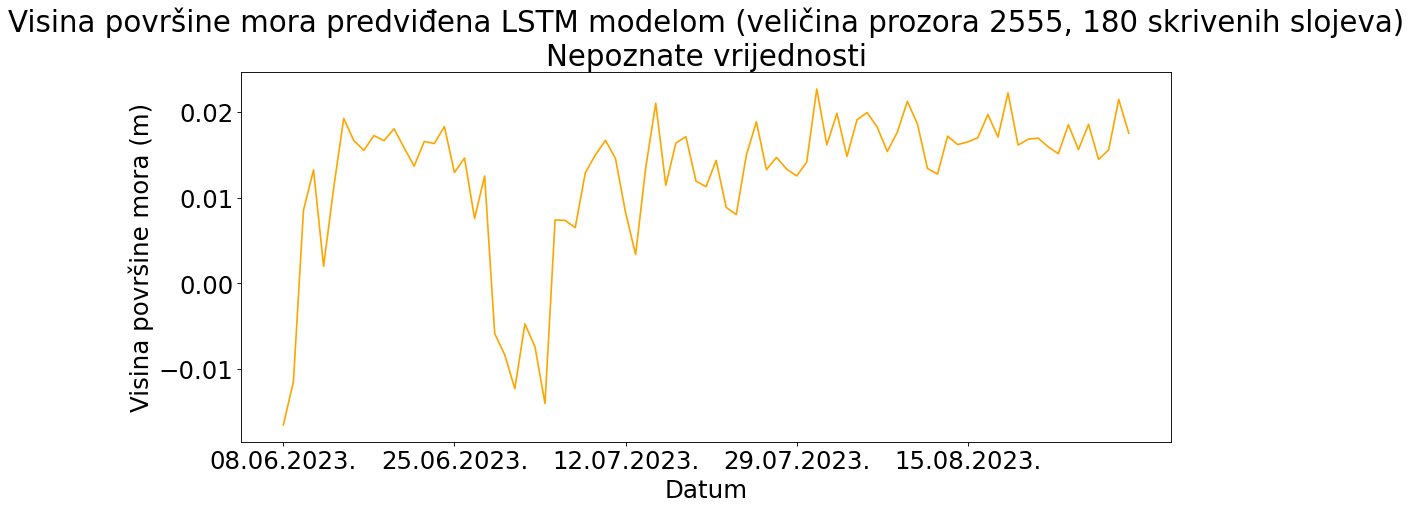 Visina površine mora predviđena LSTM modelom (veličina prozora 2555, 180 skrivenih slojeva)
Nepoznate vrijednosti
Visina površine mora (m)
0.02
0.01
0.00
−0.01
08.06.2023. 25.06.2023. 12.07.2023. 29.07.2023. 15.08.2023.
Datum